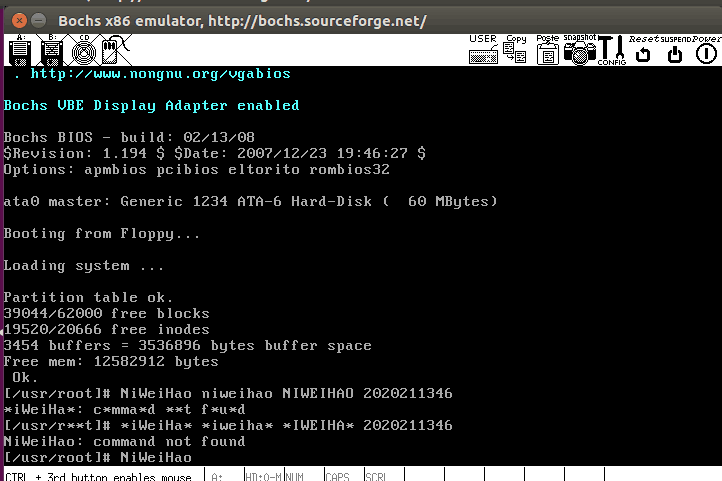 Bochs x86 emulator, http://bochs.sourceforge.net/
A: B: CD USER Copy Paste snapshot CONFIG Reset SUSPEND Power
. http://www.nongnu.org/vgabios
Bochs VBE Display Adapter enabled
Bochs BIOS - build: 02/13/08
$Revision: 1.194 $ $Date: 2007/12/23 19:46:27 $
Options: apmbios pcibios eltorito rombios32
ata0 master: Generic 1234 ATA-6 Hard-Disk (  60 MBytes)
Booting from Floppy...
Loading system ...
Partition table ok.
39044/62000 free blocks
19520/20666 free inodes
3454 buffers = 3536896 bytes buffer space
Free mem: 12582912 bytes
Ok.
[/usr/root]# NiWeiHao niweihao NIWEIHAO 2020211346
*iWeiHa*: c*mma*d **t f*u*d
[/usr/r**t]# *iWeiHa* *iweiha* *IWEIHA* 2020211346
NiWeiHao: command not found
[/usr/root]# NiWeiHao
CTRL + 3rd button enables mouse A: HD:0-M NUM CAPS SCRL